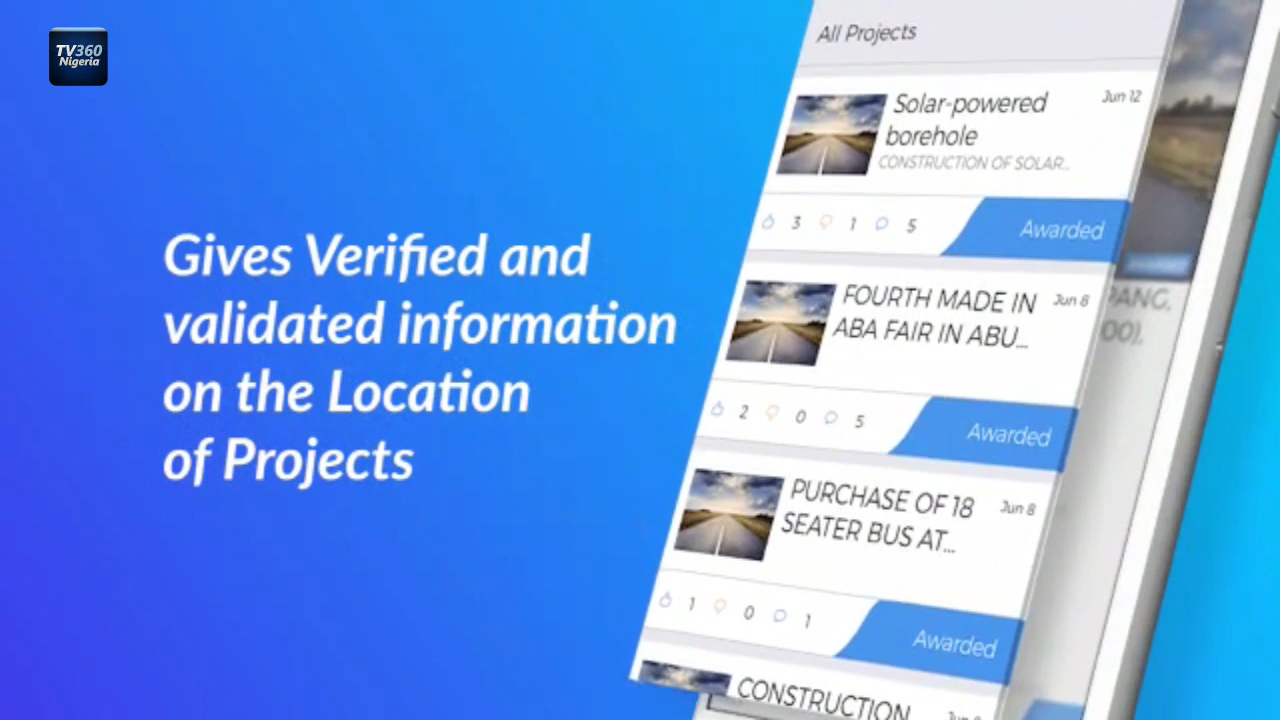 TV360
Nigeria
Gives Verified and
validated information
on the Location
of Projects
All Projects
Solar-powered
borehole
Jun 12
CONSTRUCTION OF SOLAR...
3 1 5
Awarded
FOURTH MADE IN
ABA FAIR IN ABU...
Jun 8
2 0 5
Awarded
PURCHASE OF 18
SEATER BUS AT...
Jun 8
1 0 1
Awarded
CONSTRUCTION